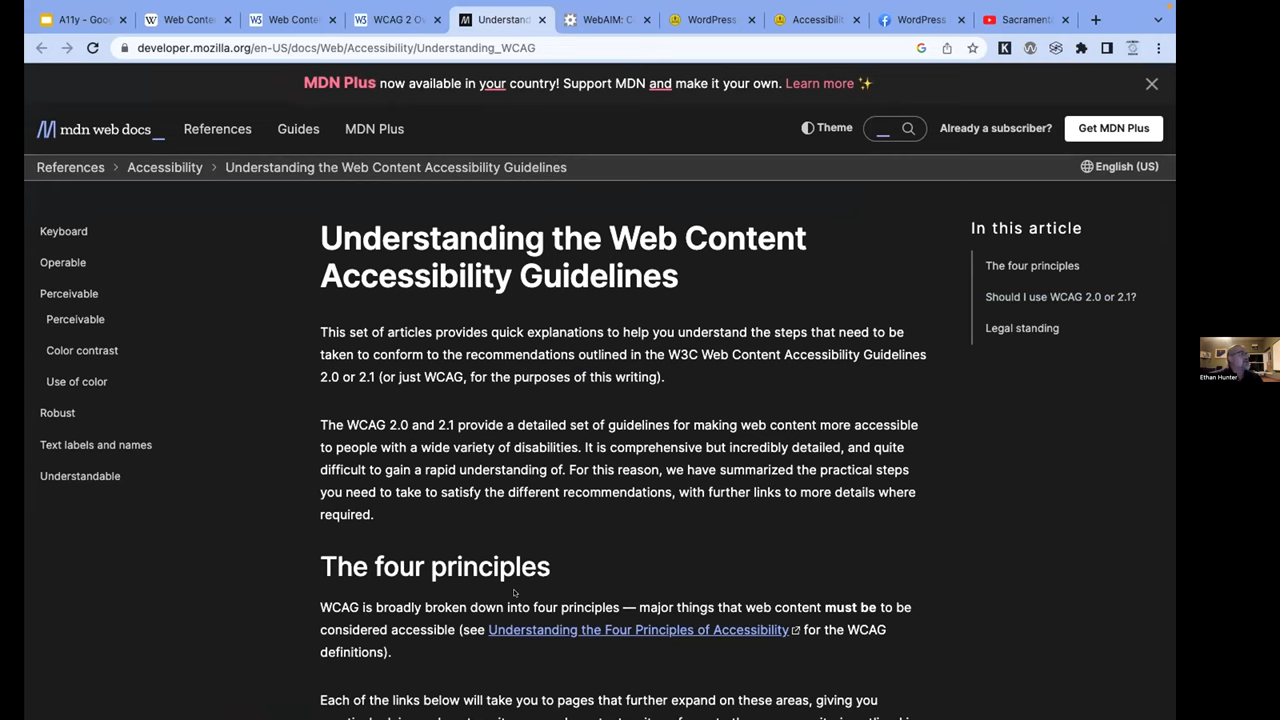 A11y - Goo
Web Conte
Web Conten
WCAG 2 Ov
Understand
WebAIM: C
WordPress
Accessibilit
WordPress
Sacrament
developer.mozilla.org/en-US/docs/Web/Accessibility/Understanding_WCAG
MDN Plus now available in your country! Support MDN and make it your own. Learn more ✨
mdn web docs_
References
Guides
MDN Plus
Theme
Already a subscriber?
Get MDN Plus
References > Accessibility > Understanding the Web Content Accessibility Guidelines
English (US)
Keyboard
Operable
Perceivable
Perceivable
Color contrast
Use of color
Robust
Text labels and names
Understandable
Understanding the Web Content
Accessibility Guidelines
This set of articles provides quick explanations to help you understand the steps that need to be
taken to conform to the recommendations outlined in the W3C Web Content Accessibility Guidelines
2.0 or 2.1 (or just WCAG, for the purposes of this writing).
The WCAG 2.0 and 2.1 provide a detailed set of guidelines for making web content more accessible
to people with a wide variety of disabilities. It is comprehensive but incredibly detailed, and quite
difficult to gain a rapid understanding of. For this reason, we have summarized the practical steps
you need to take to satisfy the different recommendations, with further links to more details where
required.
The four principles
WCAG is broadly broken down into four principles — major things that web content must be to be
considered accessible (see Understanding the Four Principles of Accessibility for the WCAG
definitions).
Each of the links below will take you to pages that further expand on these areas, giving you
In this article
The four principles
Should I use WCAG 2.0 or 2.1?
Legal standing
Ethan Hunter